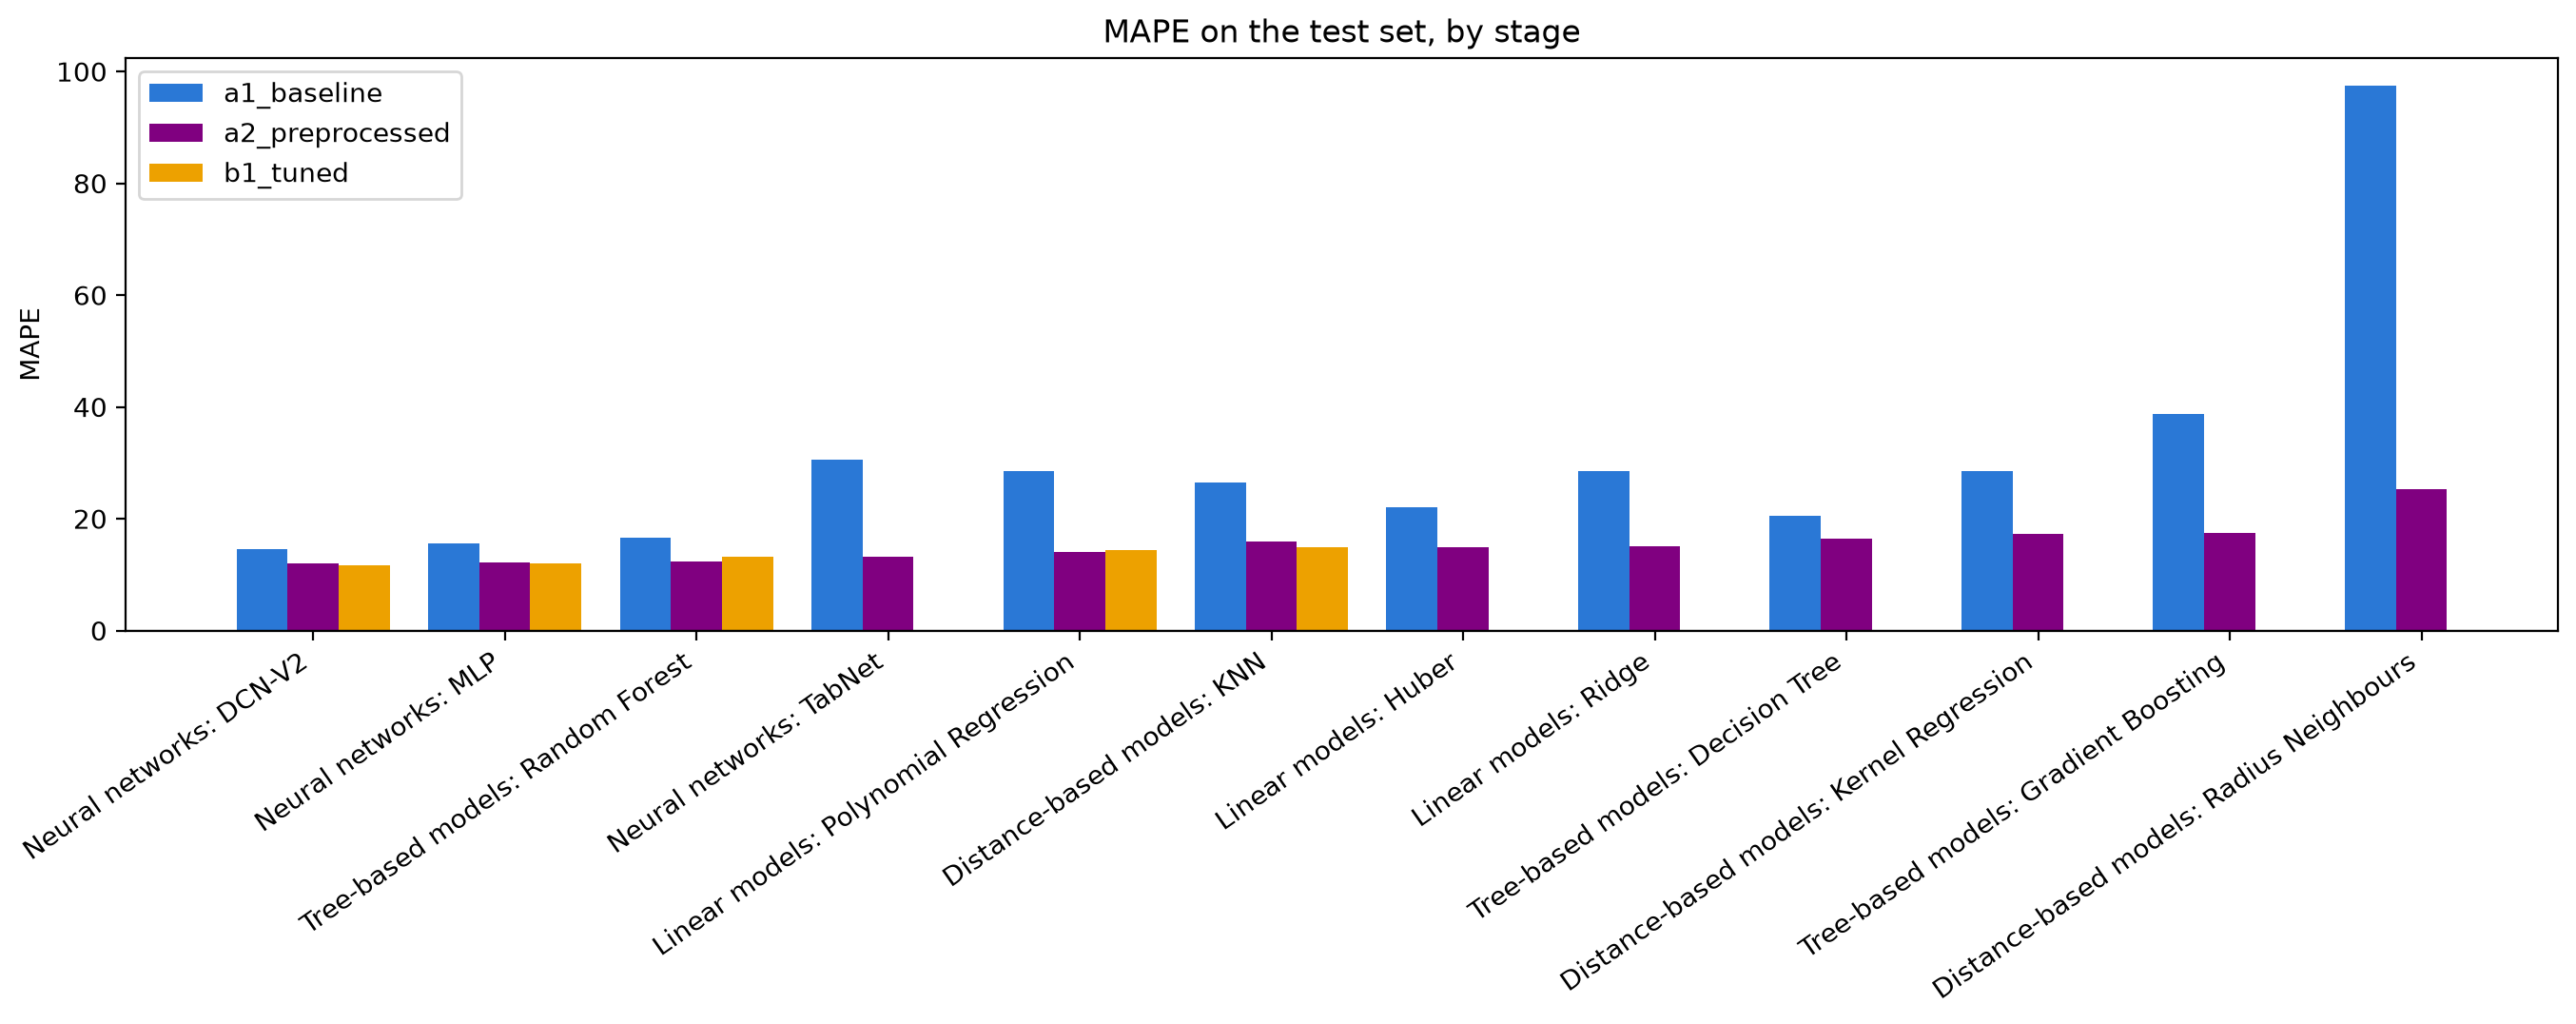 MAPE on the test set, by stage
a1_baseline
a2_preprocessed
b1_tuned
MAPE
100
80
60
40
20
0
Neural networks: DCN-V2
Neural networks: MLP
Tree-based models: Random Forest
Neural networks: TabNet
Linear models: Polynomial Regression
Distance-based models: KNN
Linear models: Huber
Linear models: Ridge
Tree-based models: Decision Tree
Distance-based models: Kernel Regression
Tree-based models: Gradient Boosting
Distance-based models: Radius Neighbours